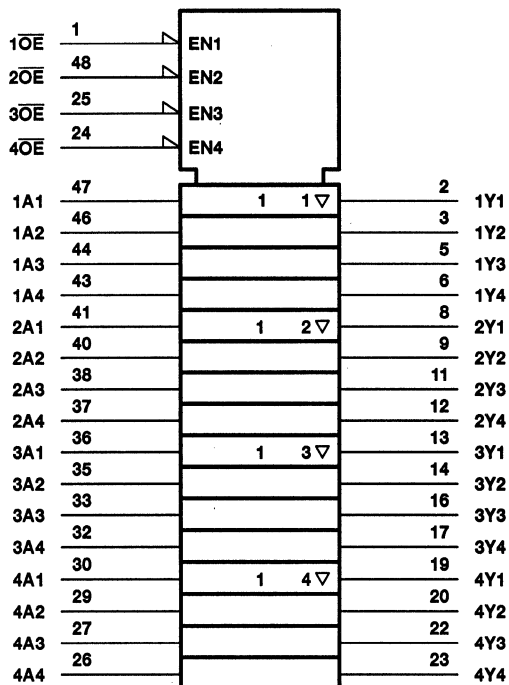 1O̅E̅ 1 EN1
2O̅E̅ 48 EN2
3O̅E̅ 25 EN3
4O̅E̅ 24 EN4
1A1 47 1 1 ▽ 2 1Y1
1A2 46 3 1Y2
1A3 44 5 1Y3
1A4 43 6 1Y4
2A1 41 1 2 ▽ 8 2Y1
2A2 40 9 2Y2
2A3 38 11 2Y3
2A4 37 12 2Y4
3A1 36 1 3 ▽ 13 3Y1
3A2 35 14 3Y2
3A3 33 16 3Y3
3A4 32 17 3Y4
4A1 30 1 4 ▽ 19 4Y1
4A2 29 20 4Y2
4A3 27 22 4Y3
4A4 26 23 4Y4